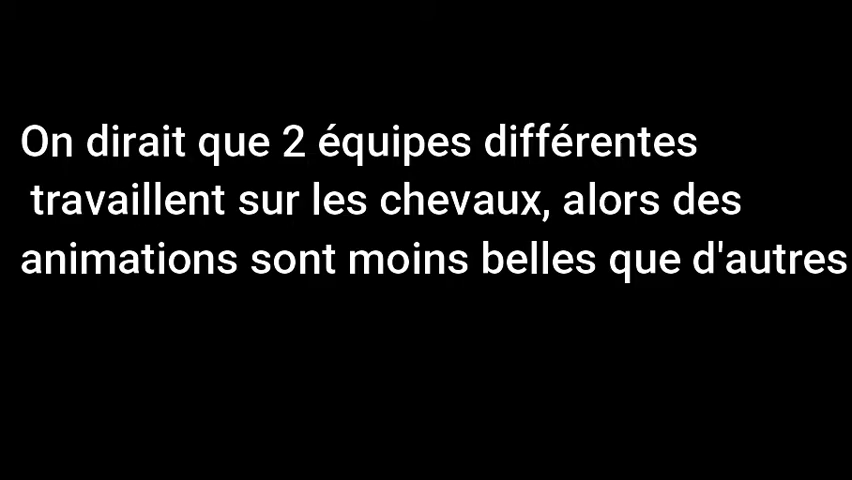 On dirait que 2 équipes différentes
travaillent sur les chevaux, alors des
animations sont moins belles que d'autres